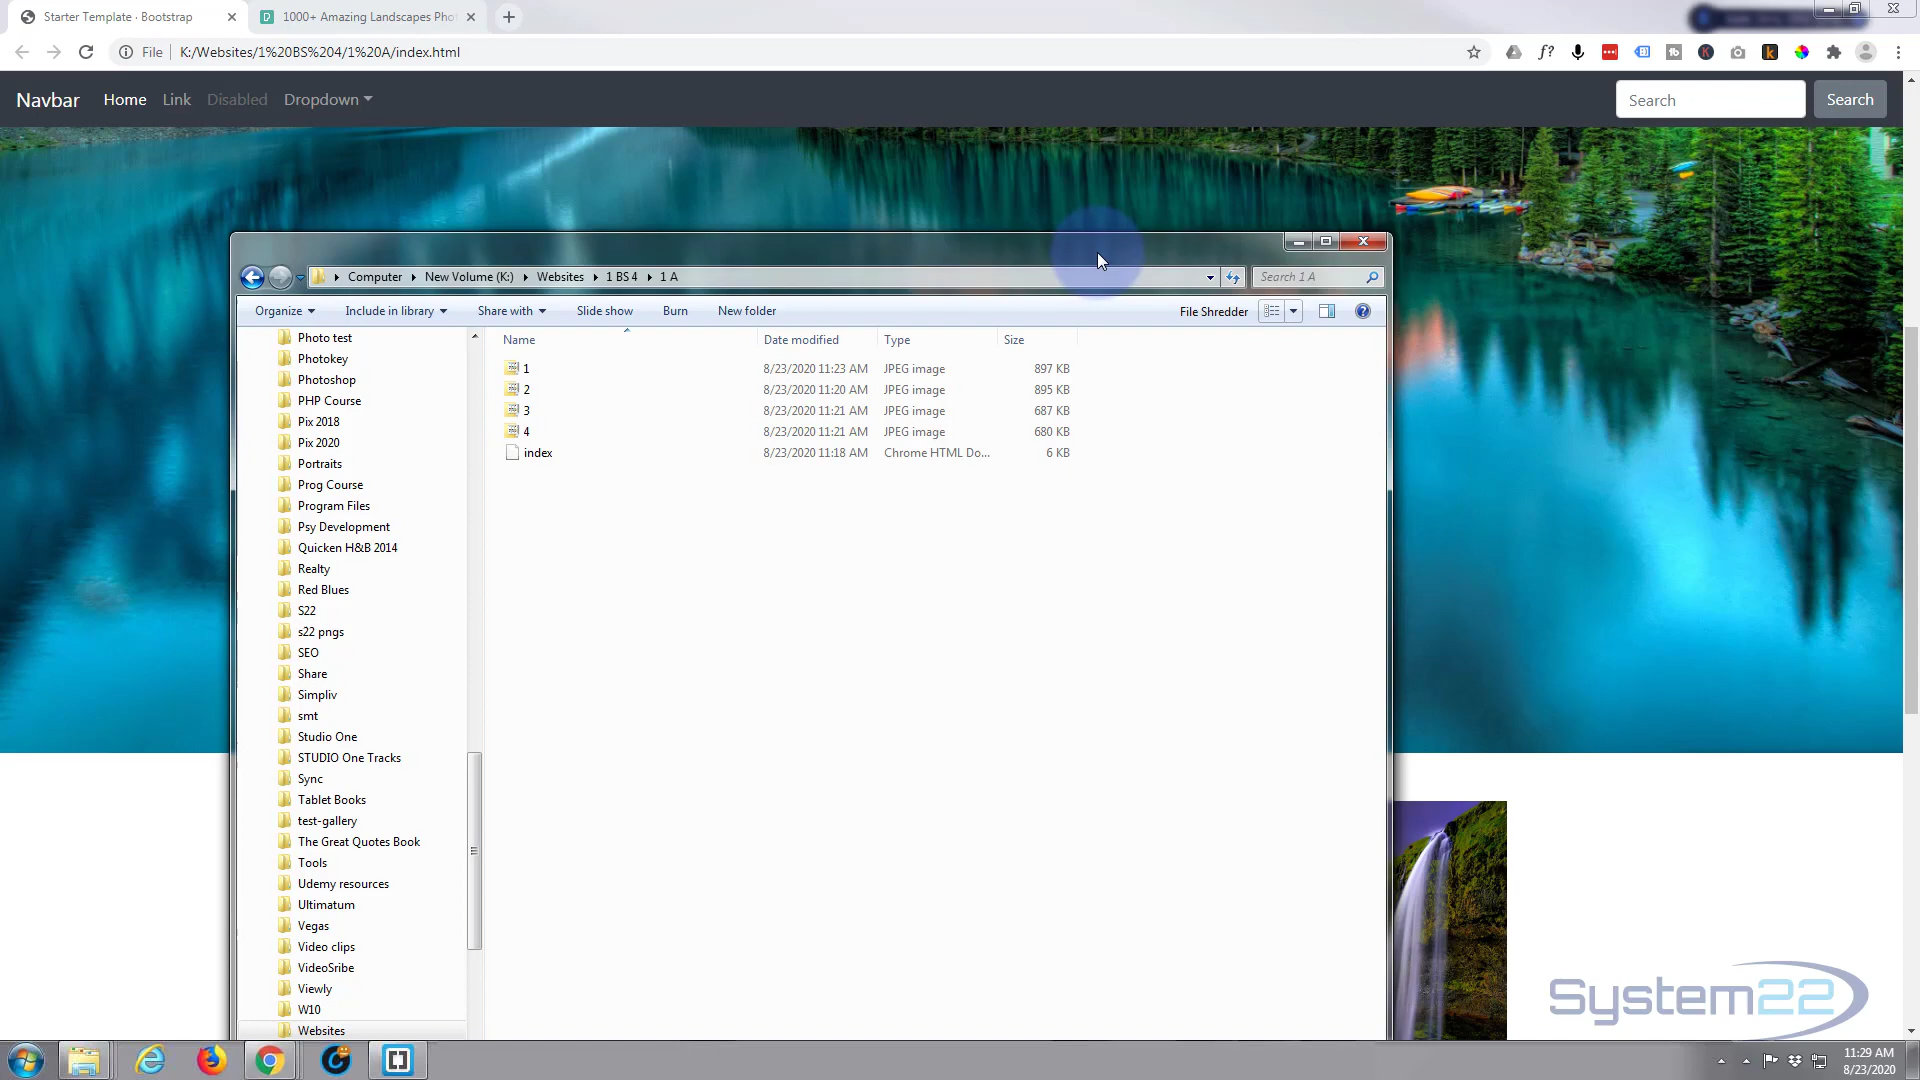 Starter Template · Bootstrap
1000+ Amazing Landscapes Pho
File K:/Websites/1%20BS%204/1%20A/index.html
Navbar Home Link Disabled Dropdown Search Search
Computer New Volume (K:) Websites 1 BS 4 1 A Search 1 A
Organize Include in library Share with Slide show Burn New folder File Shredder
Name Date modified Type Size
1 8/23/2020 11:23 AM JPEG image 897 KB
2 8/23/2020 11:20 AM JPEG image 895 KB
3 8/23/2020 11:21 AM JPEG image 687 KB
4 8/23/2020 11:21 AM JPEG image 680 KB
index 8/23/2020 11:18 AM Chrome HTML Do... 6 KB
Photo test
Photokey
Photoshop
PHP Course
Pix 2018
Pix 2020
Portraits
Prog Course
Program Files
Psy Development
Quicken H&B 2014
Realty
Red Blues
S22
s22 pngs
SEO
Share
Simpliv
smt
Studio One
STUDIO One Tracks
Sync
Tablet Books
test-gallery
The Great Quotes Book
Tools
Udemy resources
Ultimatum
Vegas
Video clips
VideoSribe
Viewly
W10
Websites
System22
11:29 AM
8/23/2020